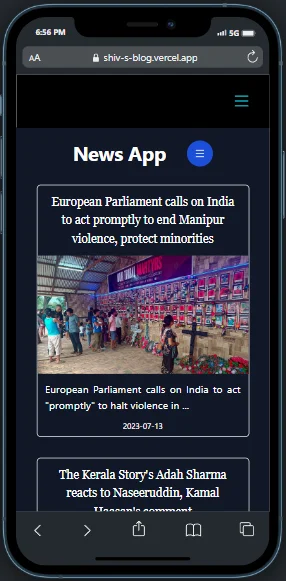 6:56 PM
5G
AA shiv-s-blog.vercel.app
News App
European Parliament calls on India
to act promptly to end Manipur
violence, protect minorities
European Parliament calls on India to act
"promptly" to halt violence in ...
2023-07-13
The Kerala Story's Adah Sharma
reacts to Naseeruddin, Kamal
Haasan's comment